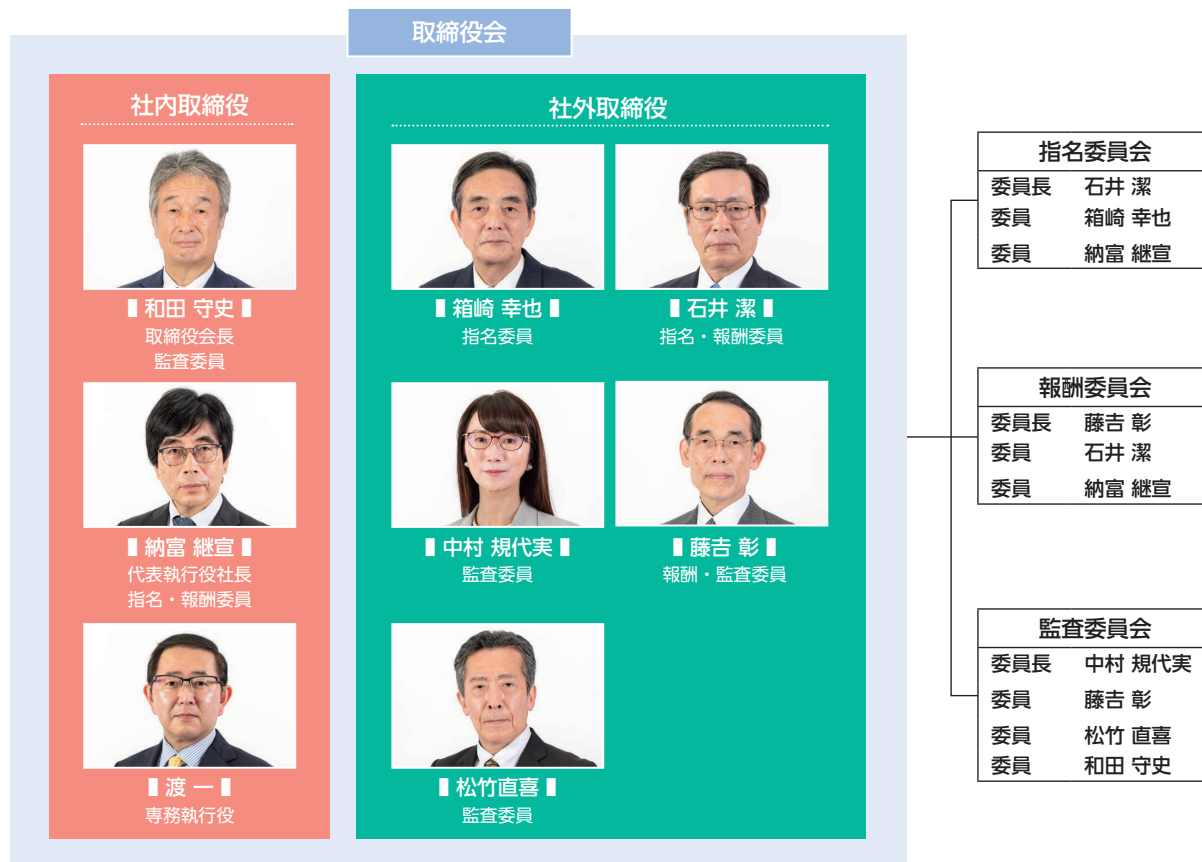 取締役会
社内取締役
和田 守史
取締役会長
監査委員
納富 継宣
代表執行役社長
指名・報酬委員
渡 一
専務執行役
社外取締役
箱崎 幸也
指名委員
石井 潔
指名・報酬委員
中村 規代実
監査委員
藤𠮷 彰
報酬・監査委員
松竹直喜
監査委員
指名委員会
委員長 石井 潔
委員 箱崎 幸也
委員 納富 継宣
報酬委員会
委員長 藤𠮷 彰
委員 石井 潔
委員 納富 継宣
監査委員会
委員長 中村 規代実
委員 藤𠮷 彰
委員 松竹 直喜
委員 和田 守史